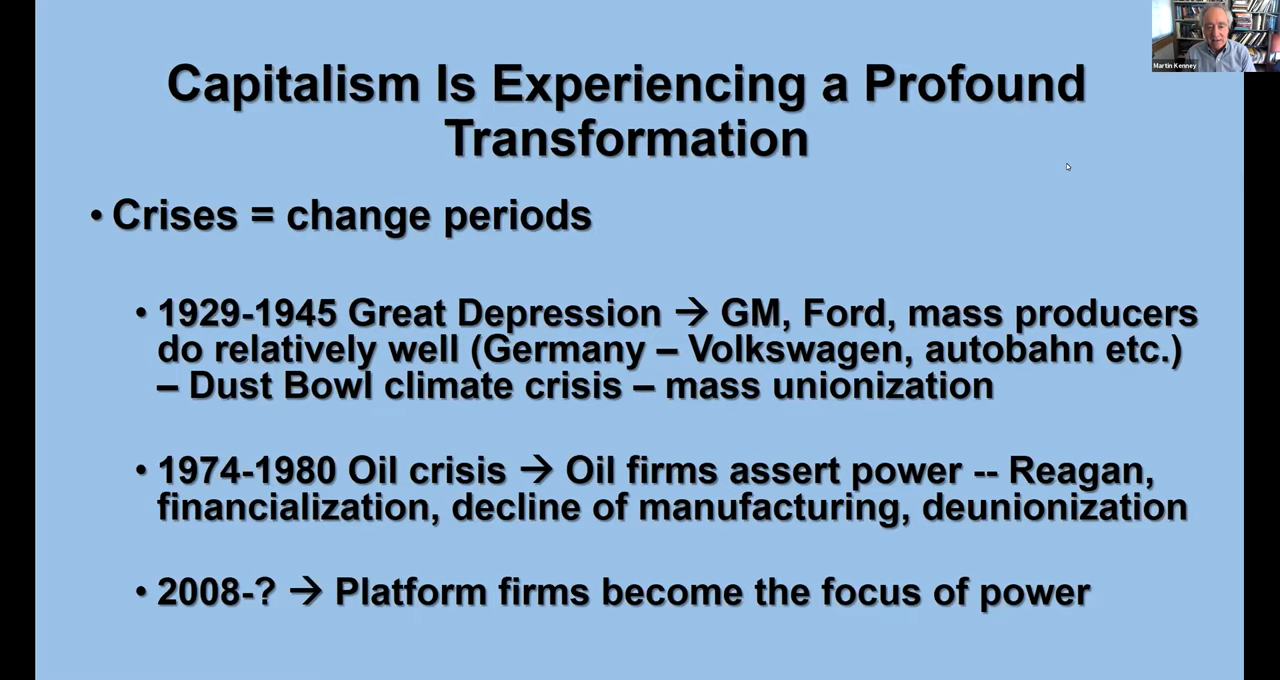 Martin Kenney
Capitalism Is Experiencing a Profound
Transformation
• Crises = change periods
• 1929-1945 Great Depression → GM, Ford, mass producers
do relatively well (Germany – Volkswagen, autobahn etc.)
– Dust Bowl climate crisis – mass unionization
• 1974-1980 Oil crisis → Oil firms assert power -- Reagan,
financialization, decline of manufacturing, deunionization
• 2008-? → Platform firms become the focus of power